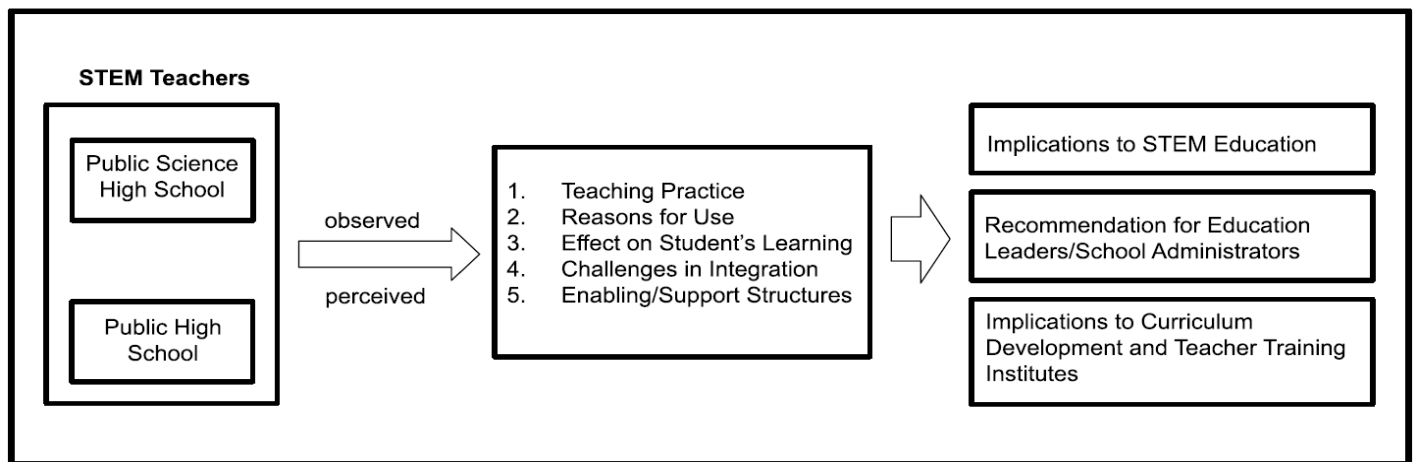 STEM Teachers
Public Science
High School
Public High
School
observed
perceived
1. Teaching Practice
2. Reasons for Use
3. Effect on Student's Learning
4. Challenges in Integration
5. Enabling/Support Structures
Implications to STEM Education
Recommendation for Education
Leaders/School Administrators
Implications to Curriculum
Development and Teacher Training
Institutes